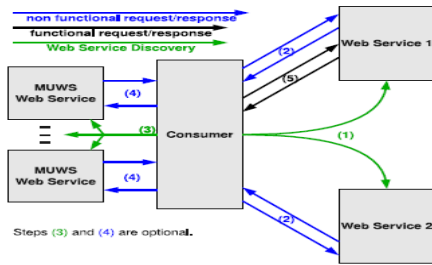 non functional request/response
functional request/response
Web Service Discovery
MUWS
Web Service
(4)
(3)
MUWS
Web Service
(4)
Consumer
(2)
(5)
(1)
(2)
Web Service 1
Web Service 2
Steps (3) and (4) are optional.